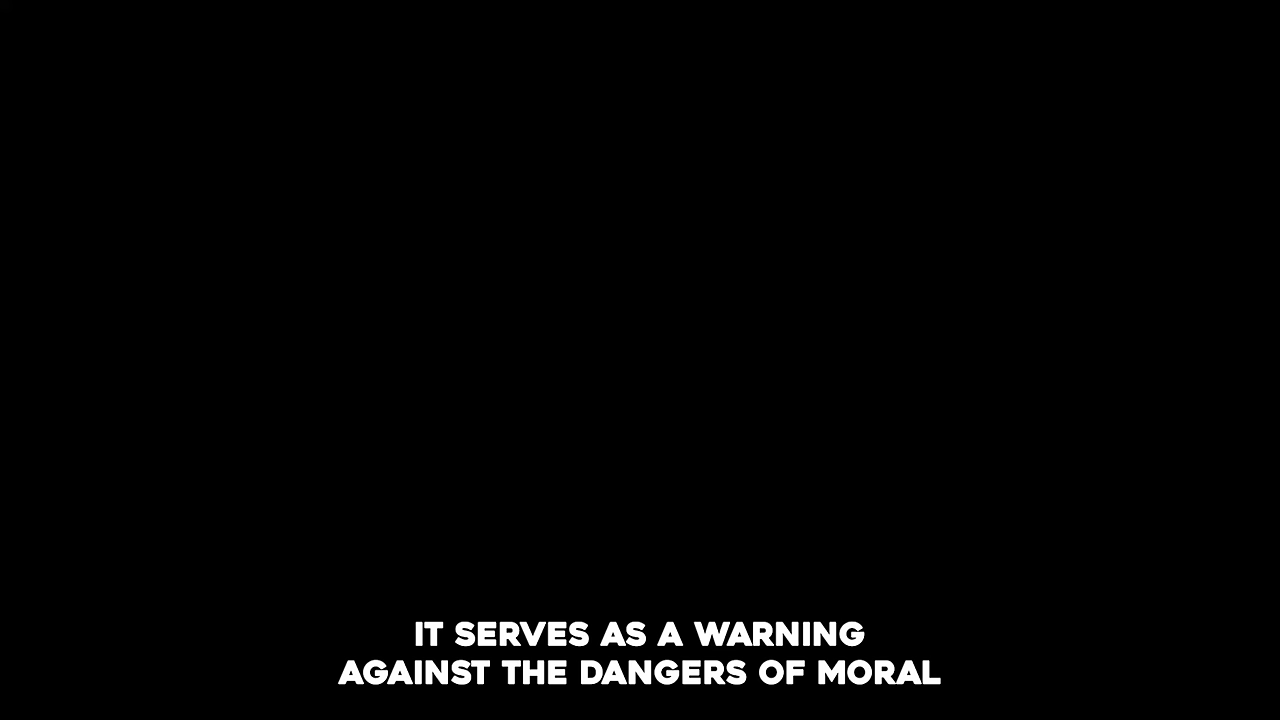 IT SERVES AS A WARNING
AGAINST THE DANGERS OF MORAL